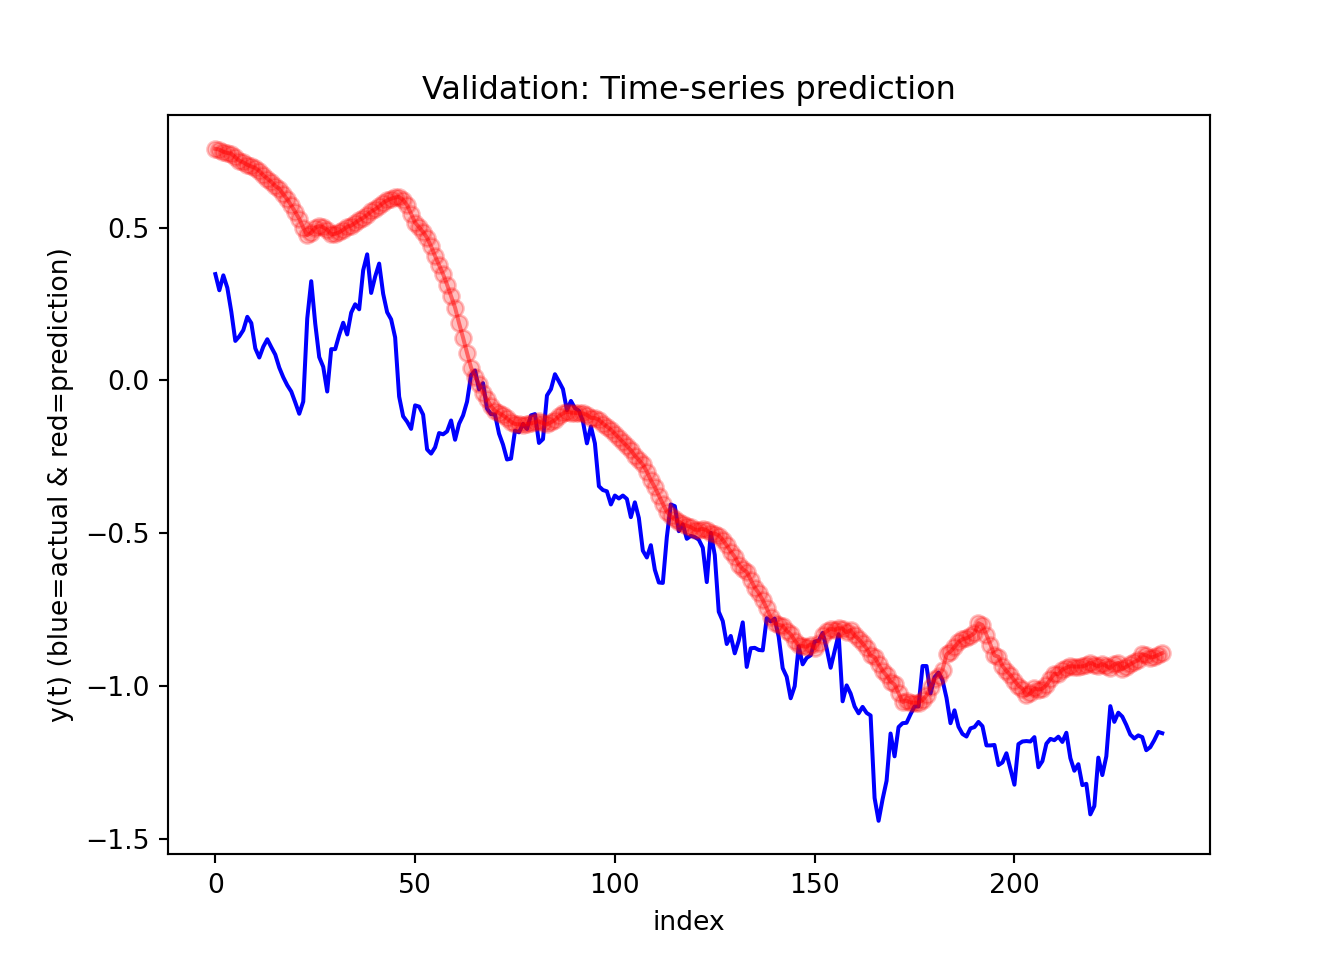 Validation: Time-series prediction
y(t) (blue=actual & red=prediction)
0.5
0.0
−0.5
−1.0
−1.5
0 50 100 150 200
index